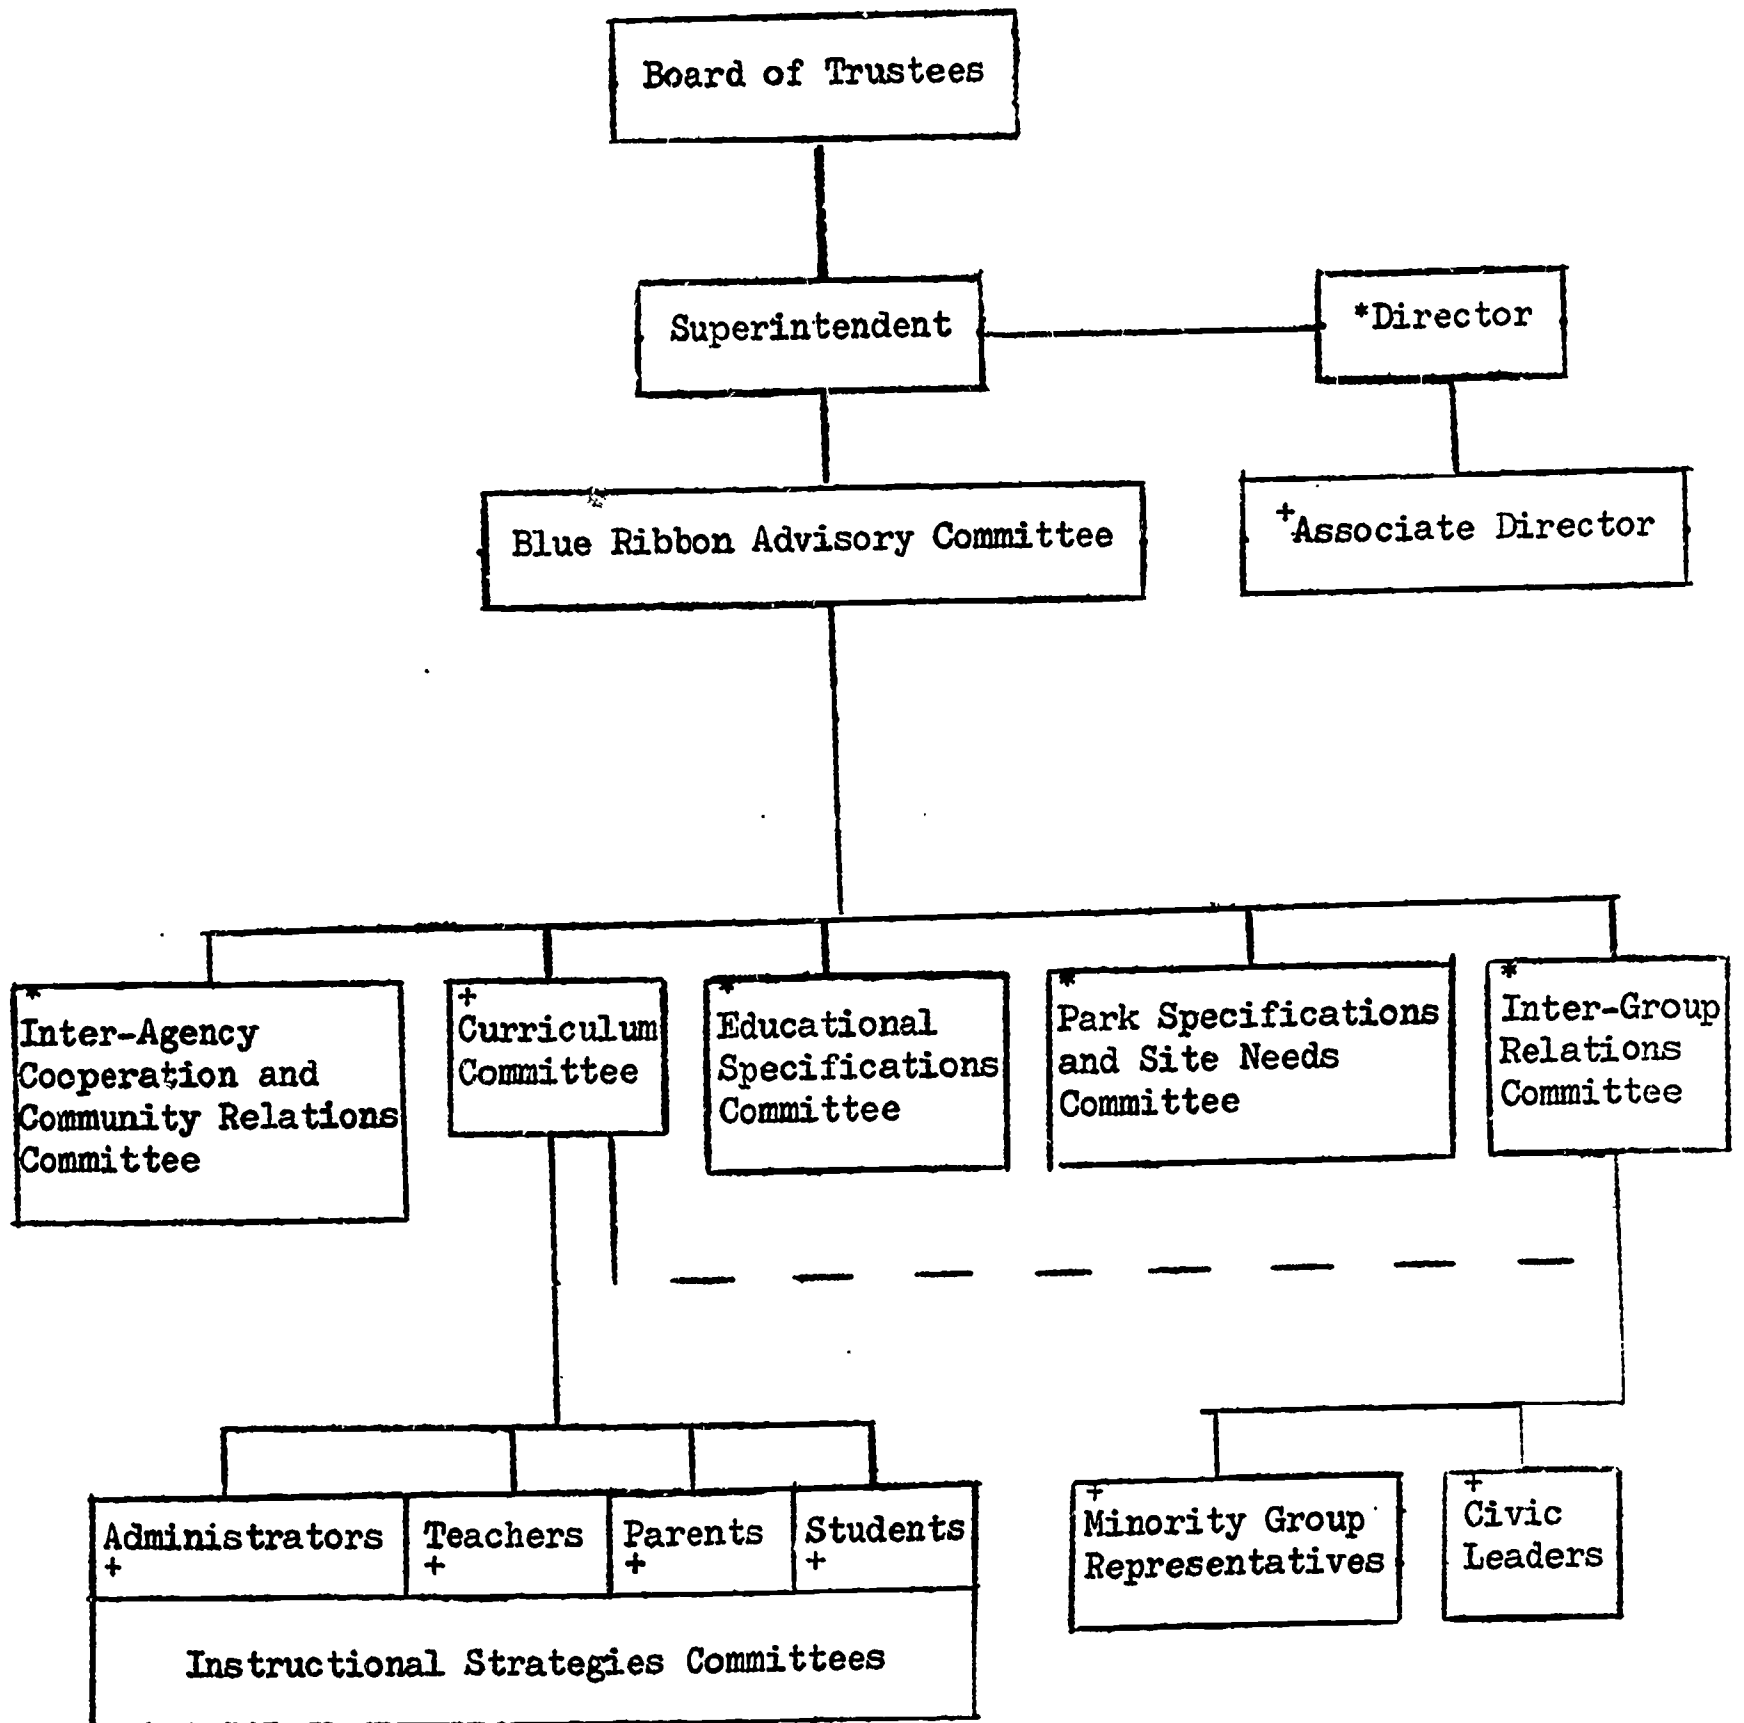 Board of Trustees
Superintendent
*Director
Blue Ribbon Advisory Committee
+Associate Director
*
Inter-Agency
Cooperation and
Community Relations
Committee
+
Curriculum
Committee
*
Educational
Specifications
Committee
*
Park Specifications
and Site Needs
Committee
*
Inter-Group
Relations
Committee
Administrators
+
Teachers
+
Parents
+
Students
+
Instructional Strategies Committees
+
Minority Group
Representatives
+
Civic
Leaders